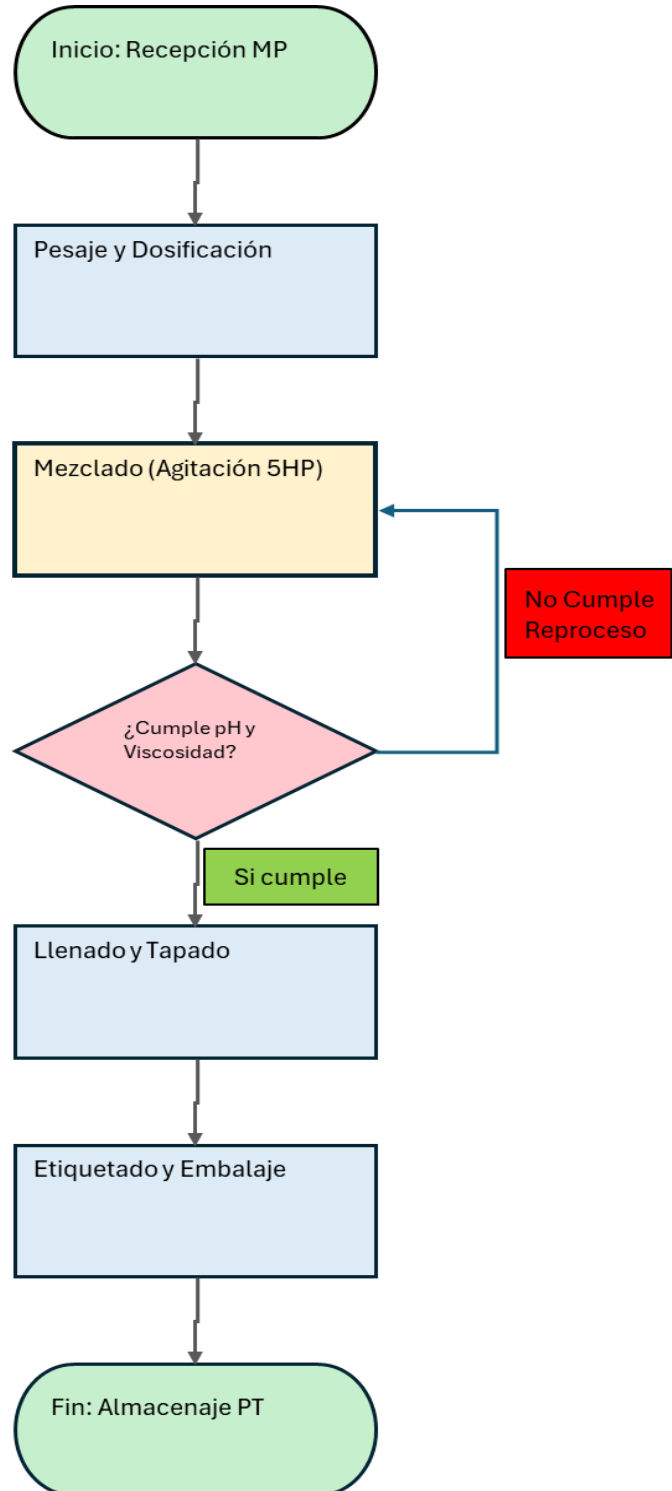 Inicio: Recepción MP
Pesaje y Dosificación
Mezclado (Agitación 5HP)
No Cumple
Reproceso
¿Cumple pH y
Viscosidad?
Si cumple
Llenado y Tapado
Etiquetado y Embalaje
Fin: Almacenaje PT